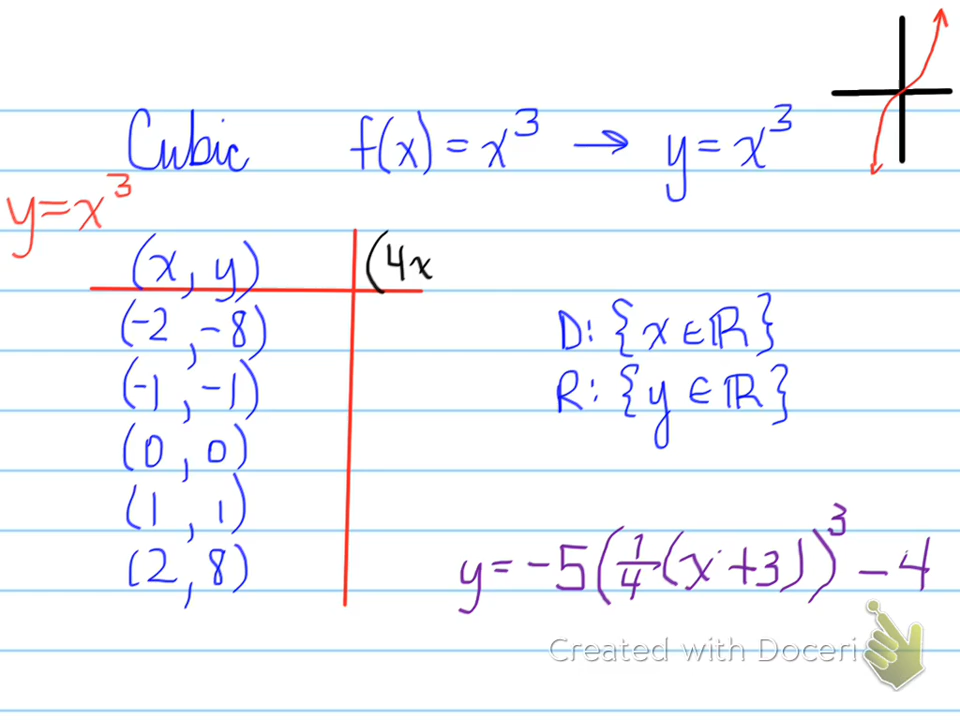 Cubic f(x) = x³ → y = x³
y=x³
(x, y) (4x
(-2, -8)
D: {x∈ℝ}
(-1, -1)
R: {y∈ℝ}
(0, 0)
(1, 1)
(2, 8)
y = -5(1/4(x+3))³ - 4
Created with Doceri